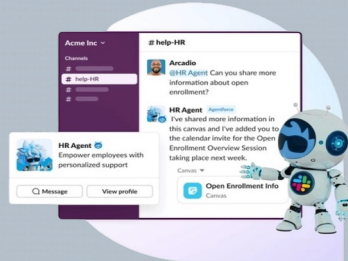 Acme Inc
Channels
# help-HR
# help-HR
Arcadio
@HR Agent Can you share more
information about open
enrollment?
HR Agent Agentforce
I've shared more information in
this canvas and I've added you to
the calendar invite for the Open
Enrollment Overview Session
taking place next week.
Canvas
Open Enrollment Info
Canvas
HR Agent
Empower employees with
personalized support
Message
View profile